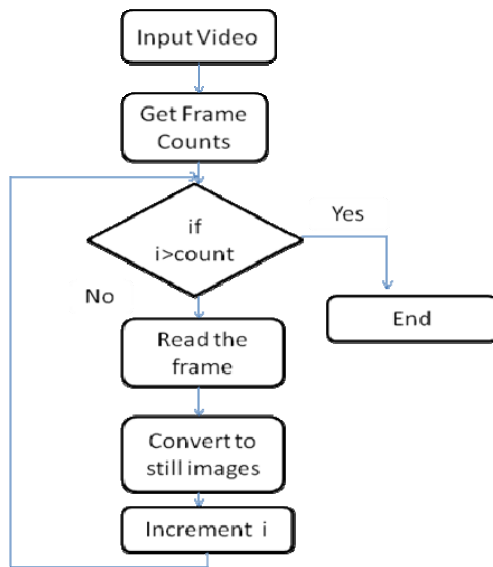 Input Video
Get Frame
Counts
if
i>count
Yes
No
End
Read the
frame
Convert to
still images
Increment i